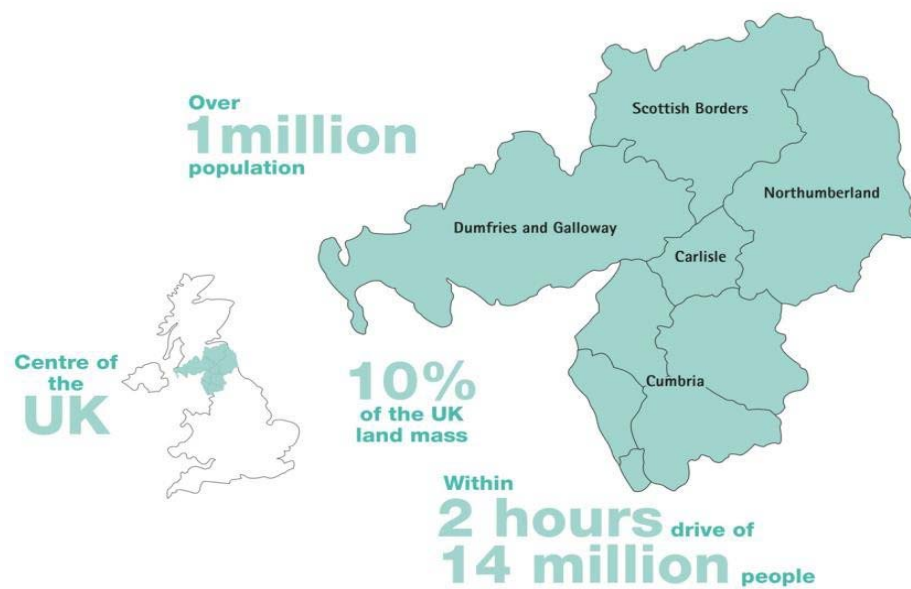 Over
1million
population
Scottish Borders
Northumberland
Dumfries and Galloway
Carlisle
Centre of
the
UK
10%
of the UK
land mass
Cumbria
Within
2 hours drive of
14 million people